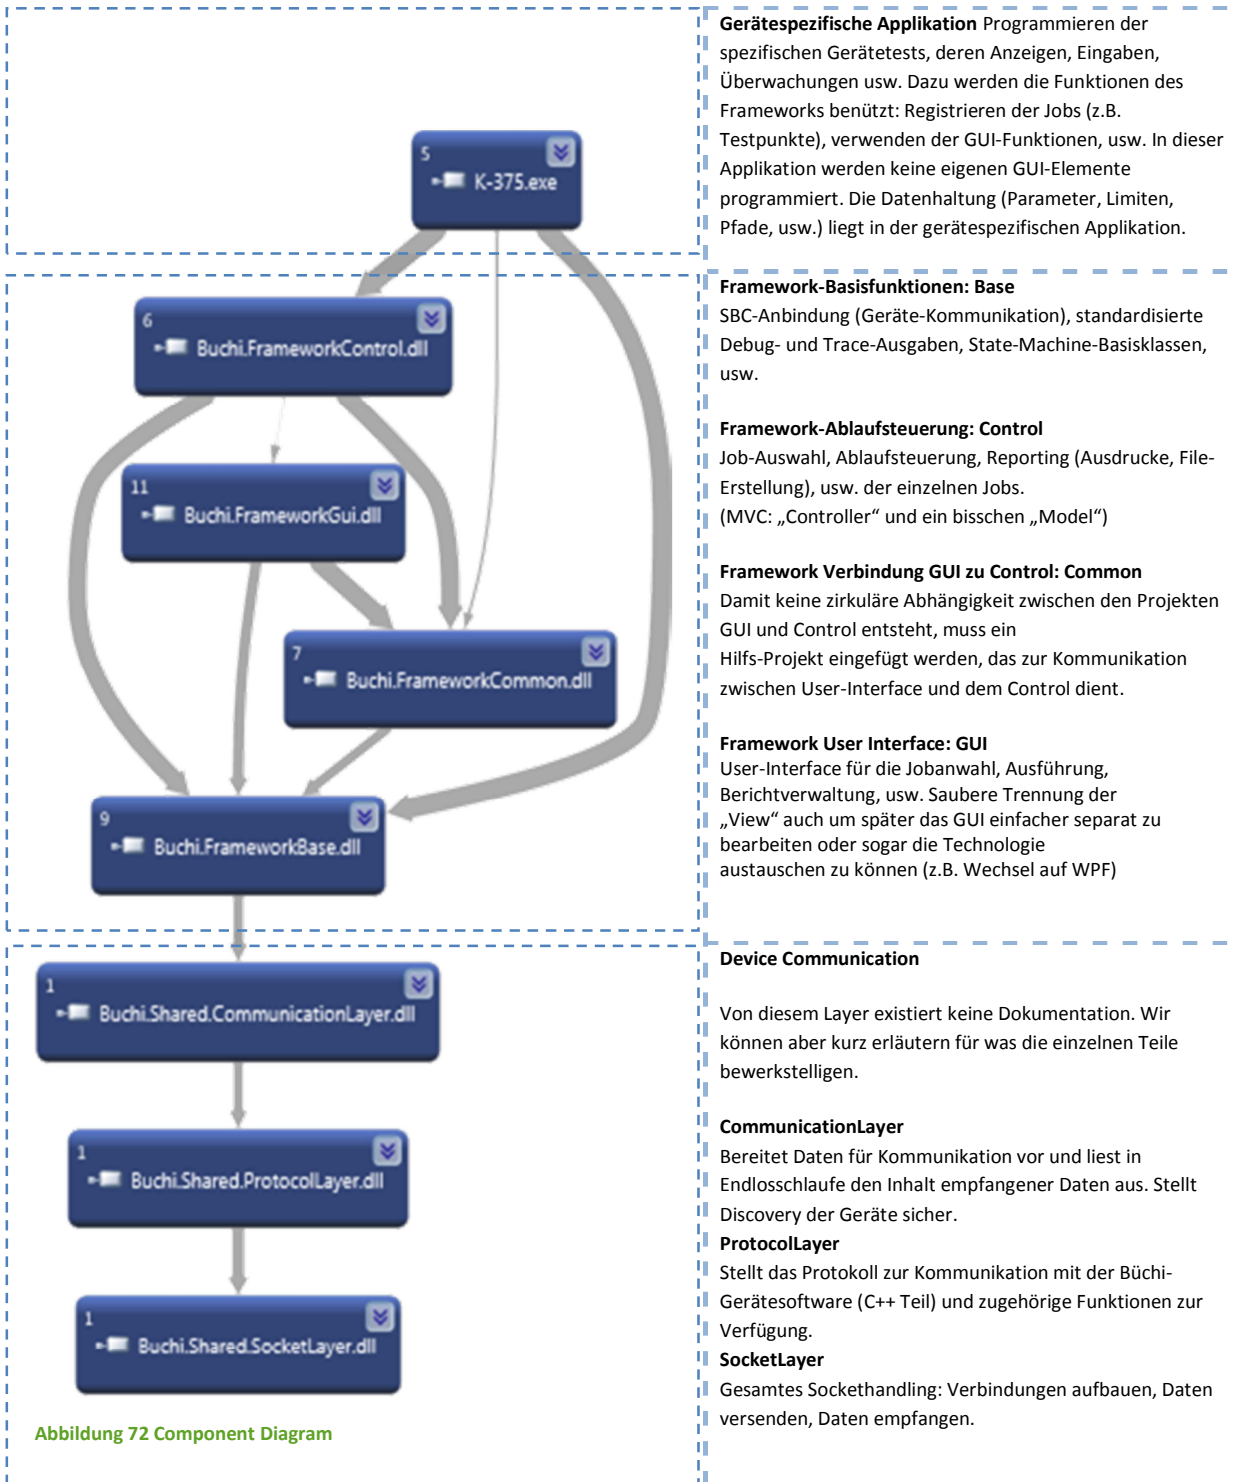 5
K-375.exe
6
Buchi.FrameworkControl.dll
11
Buchi.FrameworkGui.dll
7
Buchi.FrameworkCommon.dll
9
Buchi.FrameworkBase.dll
1
Buchi.Shared.CommunicationLayer.dll
1
Buchi.Shared.ProtocolLayer.dll
1
Buchi.Shared.SocketLayer.dll
Abbildung 72 Component Diagram
Gerätespezifische Applikation Programmieren der
spezifischen Gerätetests, deren Anzeigen, Eingaben,
Überwachungen usw. Dazu werden die Funktionen des
Frameworks benützt: Registrieren der Jobs (z.B.
Testpunkte), verwenden der GUI-Funktionen, usw. In dieser
Applikation werden keine eigenen GUI-Elemente
programmiert. Die Datenhaltung (Parameter, Limiten,
Pfade, usw.) liegt in der gerätespezifischen Applikation.
Framework-Basisfunktionen: Base
SBC-Anbindung (Geräte-Kommunikation), standardisierte
Debug- und Trace-Ausgaben, State-Machine-Basisklassen,
usw.
Framework-Ablaufsteuerung: Control
Job-Auswahl, Ablaufsteuerung, Reporting (Ausdrucke, File-
Erstellung), usw. der einzelnen Jobs.
(MVC: „Controller“ und ein bisschen „Model“)
Framework Verbindung GUI zu Control: Common
Damit keine zirkuläre Abhängigkeit zwischen den Projekten
GUI und Control entsteht, muss ein
Hilfs-Projekt eingefügt werden, das zur Kommunikation
zwischen User-Interface und dem Control dient.
Framework User Interface: GUI
User-Interface für die Jobanwahl, Ausführung,
Berichtverwaltung, usw. Saubere Trennung der
„View“ auch um später das GUI einfacher separat zu
bearbeiten oder sogar die Technologie
austauschen zu können (z.B. Wechsel auf WPF)
Device Communication
Von diesem Layer existiert keine Dokumentation. Wir
können aber kurz erläutern für was die einzelnen Teile
bewerkstelligen.
CommunicationLayer
Bereitet Daten für Kommunikation vor und liest in
Endlosschlaufe den Inhalt empfangener Daten aus. Stellt
Discovery der Geräte sicher.
ProtocolLayer
Stellt das Protokoll zur Kommunikation mit der Büchi-
Gerätesoftware (C++ Teil) und zugehörige Funktionen zur
Verfügung.
SocketLayer
Gesamtes Sockethandling: Verbindungen aufbauen, Daten
versenden, Daten empfangen.